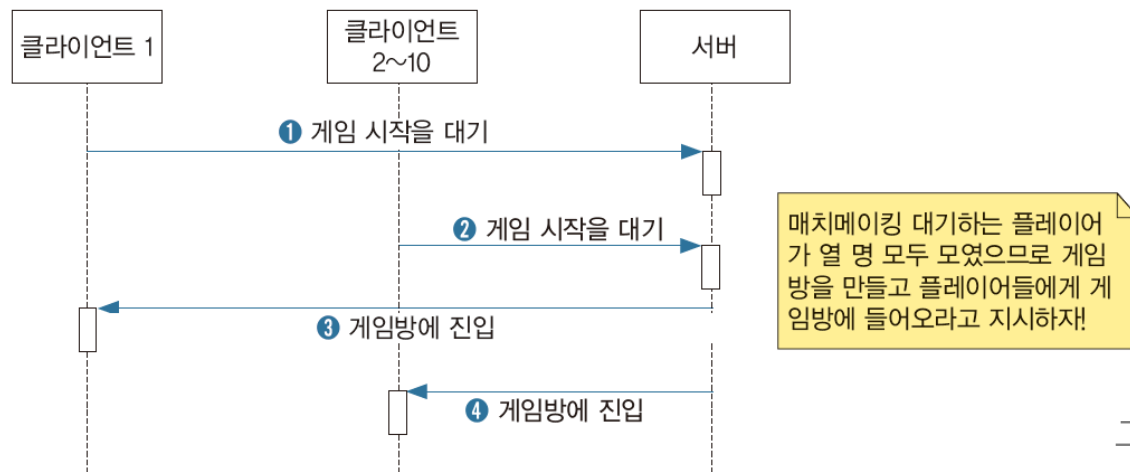 클라이언트 1
클라이언트
2~10
서버
❶ 게임 시작을 대기
❷ 게임 시작을 대기
매치메이킹 대기하는 플레이어
가 열 명 모두 모였으므로 게임
방을 만들고 플레이어들에게 게
임방에 들어오라고 지시하자!
❸ 게임방에 진입
❹ 게임방에 진입